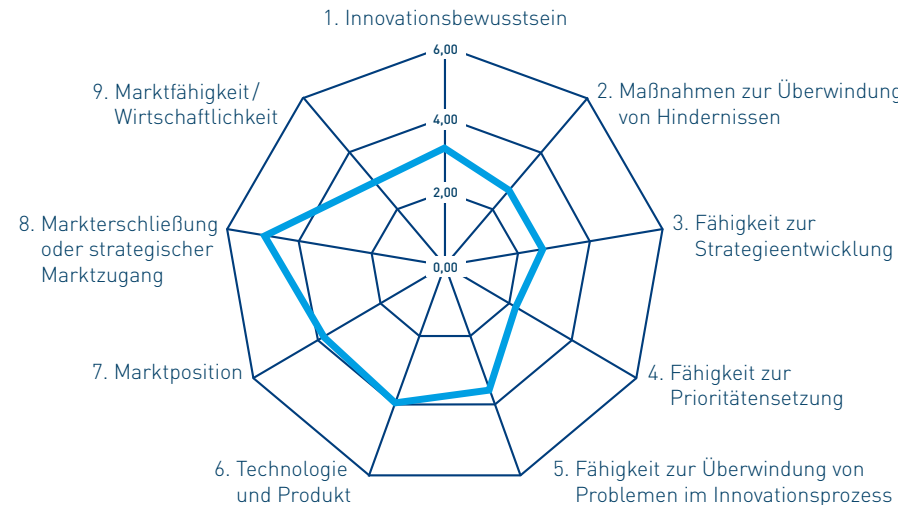 1. Innovationsbewusstsein
6,00
2. Maßnahmen zur Überwindung
von Hindernissen
9. Marktfähigkeit/
Wirtschaftlichkeit
4,00
2,00
3. Fähigkeit zur
Strategieentwicklung
8. Markterschließung
oder strategischer
Marktzugang
0,00
7. Marktposition
4. Fähigkeit zur
Prioritätensetzung
6. Technologie
und Produkt
5. Fähigkeit zur Überwindung von
Problemen im Innovationsprozess